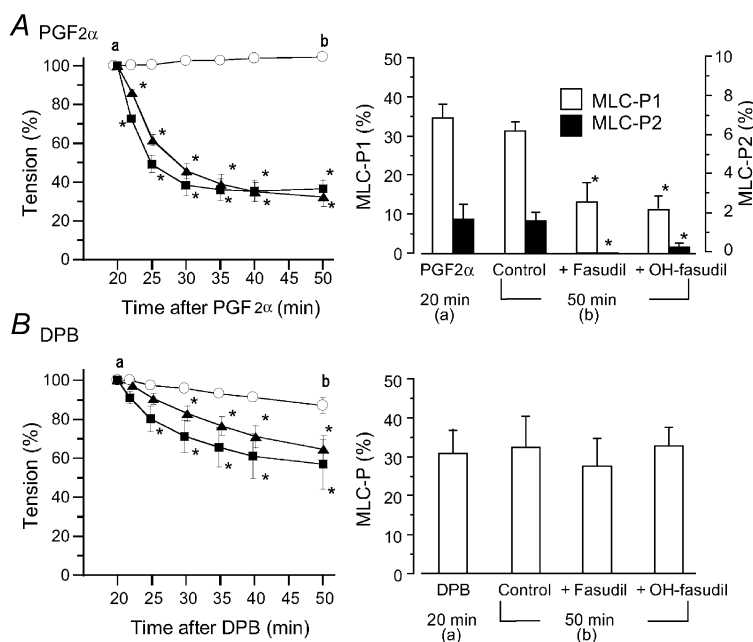 A PGF2α
a
b
100
80
60
40
20
0
Tension (%)
* * * * * *
* * * * * *
20 25 30 35 40 50
Time after PGF2α (min)
50
40
30
20
10
0
MLC-P1 (%)
MLC-P1
MLC-P2
10
8
6
4
2
0
MLC-P2 (%)
* * * *
PGF2α Control + Fasudil + OH-fasudil
20 min 50 min
(a) (b)
B DPB
a
b
100
80
60
40
20
0
Tension (%)
* * * *
* * * * *
20 25 30 35 40 50
Time after DPB (min)
50
40
30
20
10
0
MLC-P (%)
DPB Control + Fasudil + OH-fasudil
20 min 50 min
(a) (b)